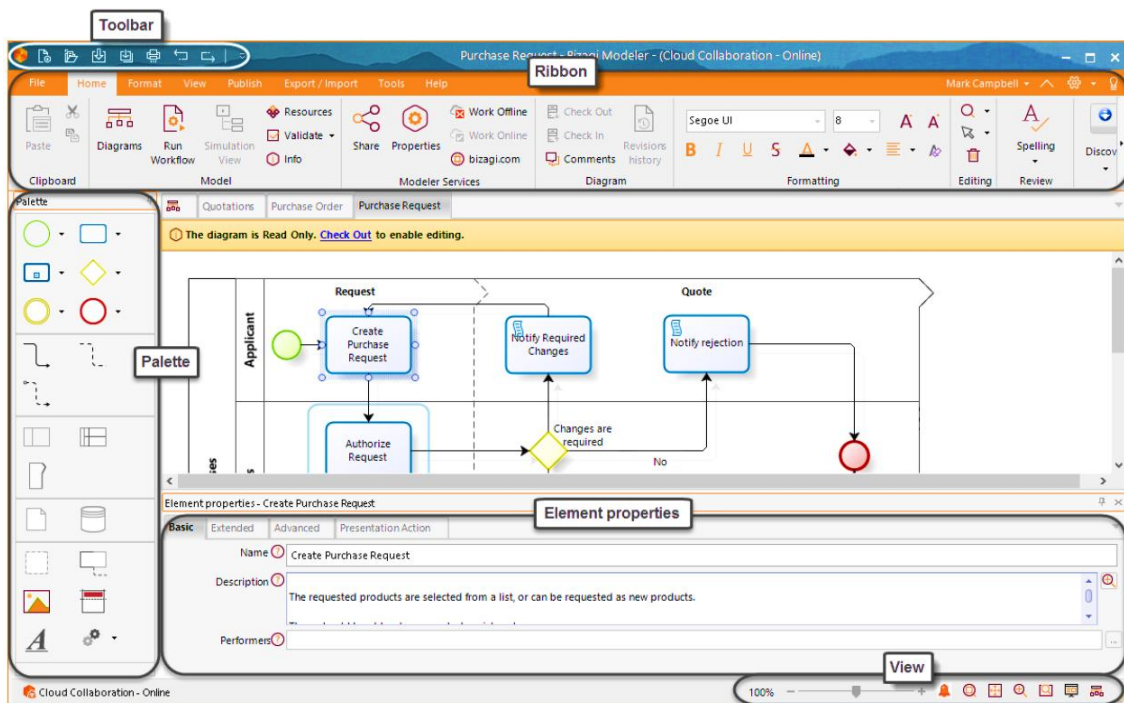 Toolbar
Purchase Request - Bizagi Modeler - (Cloud Collaboration - Online)
Ribbon
File Home Format View Publish Export / Import Tools Help Mark Campbell
Paste
Diagrams
Run Workflow
Simulation View
Resources
Validate
Info
Share
Properties
Work Offline
Work Online
bizagi.com
Check Out
Check In
Comments
Revisions history
Segoe UI 8
B I U S A
A A
Spelling
Discov
Clipboard Model Modeler Services Diagram Formatting Editing Review
Palette
Quotations Purchase Order Purchase Request
The diagram is Read Only. Check Out to enable editing.
Request Quote
Applicant
Create
Purchase
Request
Notify Required
Changes
Notify rejection
Palette
Authorize
Request
Changes are
required
No
Element properties - Create Purchase Request
Element properties
Basic Extended Advanced Presentation Action
Name Create Purchase Request
Description
The requested products are selected from a list, or can be requested as new products.
Performers
A
View
Cloud Collaboration - Online
100%